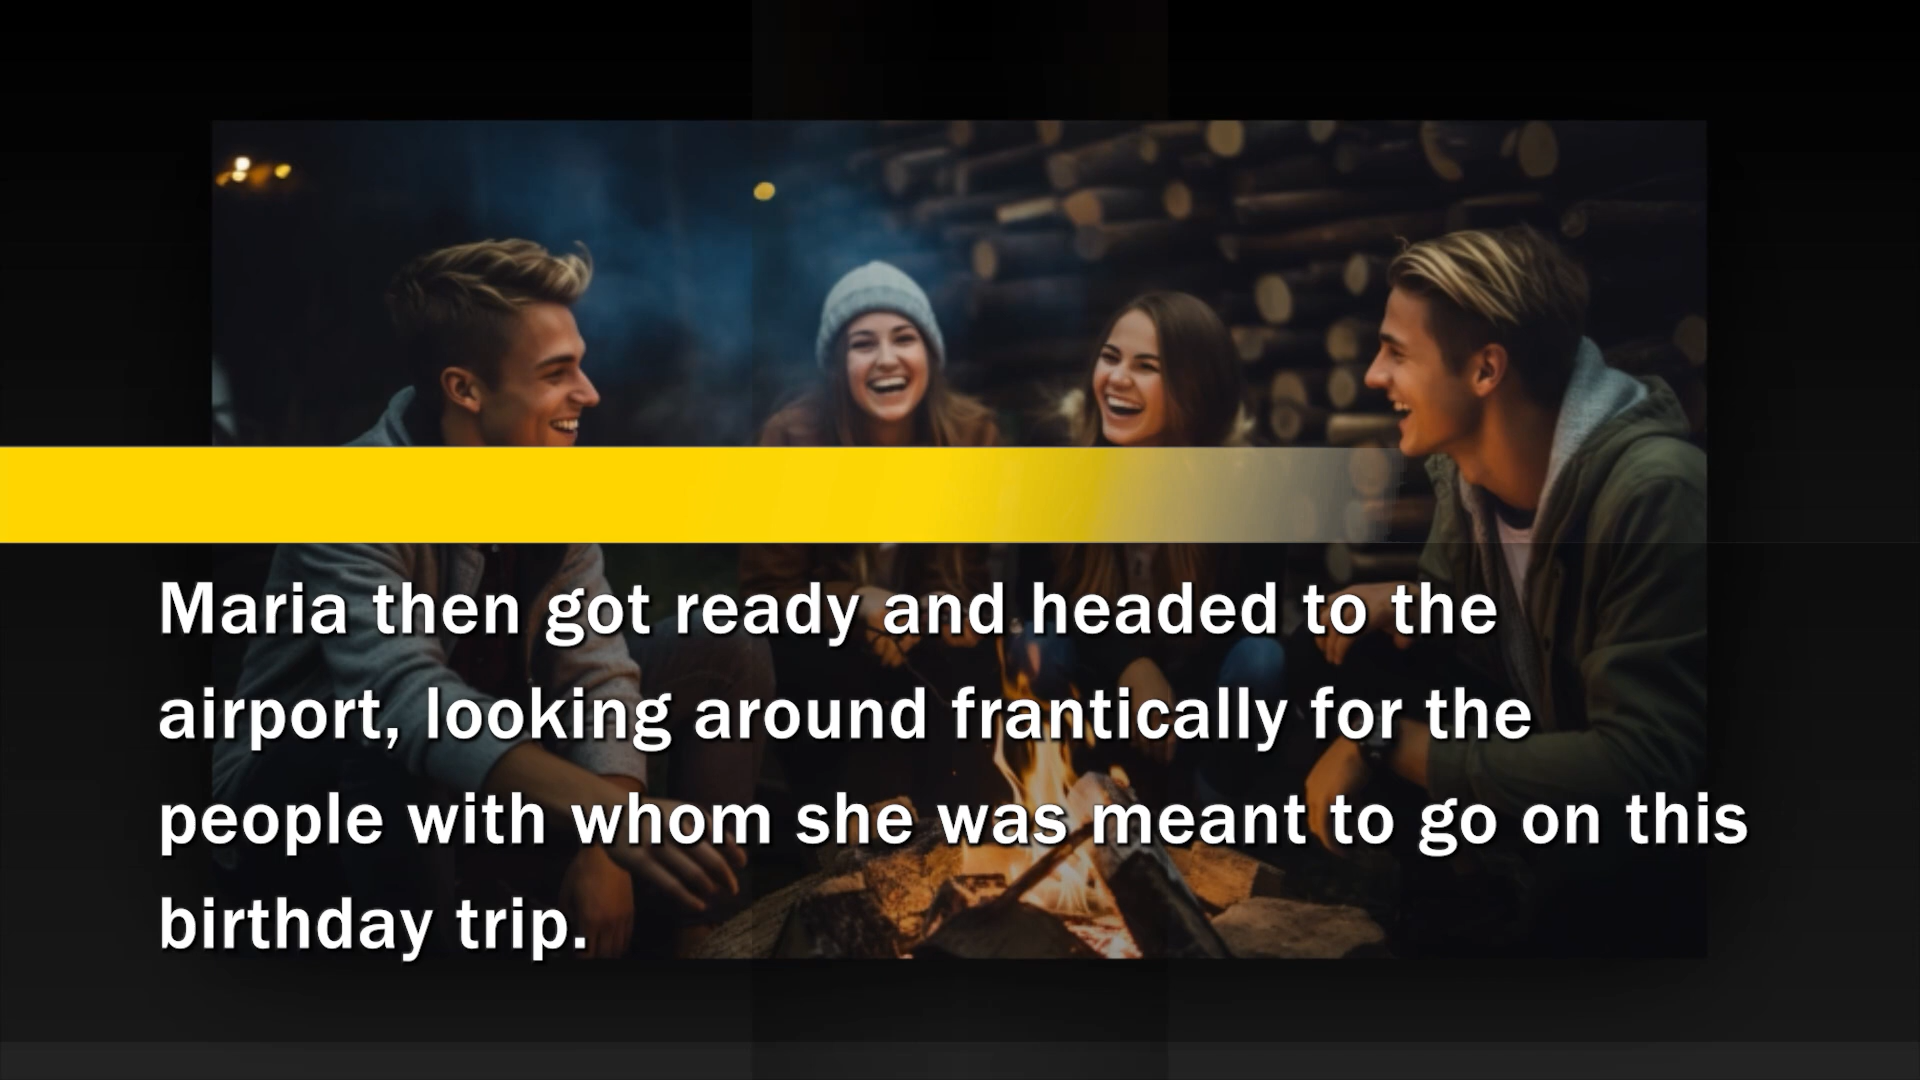 Maria then got ready and headed to the
airport, looking around frantically for the
people with whom she was meant to go on this
birthday trip.